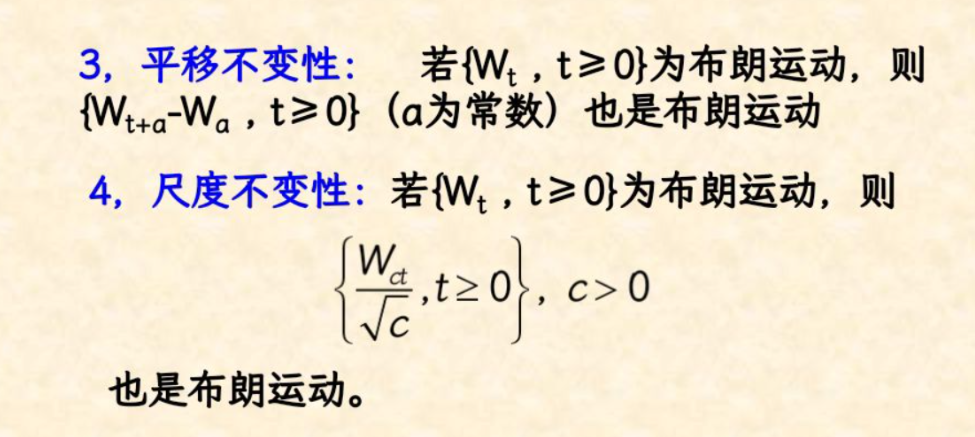 3，平移不变性： 若{Wₜ , t≥0}为布朗运动，则
{Wₜ₊ₐ-Wₐ , t≥0}（a为常数）也是布朗运动
4，尺度不变性：若{Wₜ , t≥0}为布朗运动，则
{W_ct/√c , t≥0}, c>0
也是布朗运动。